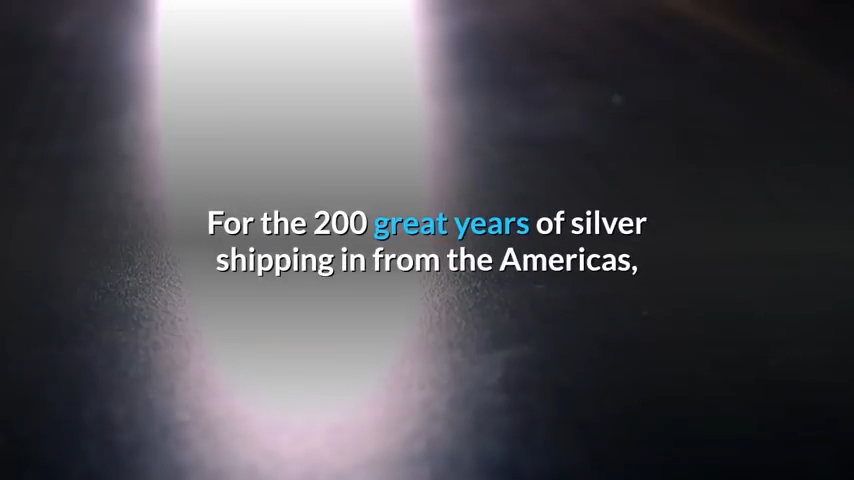 For the 200 great years of silver
shipping in from the Americas,